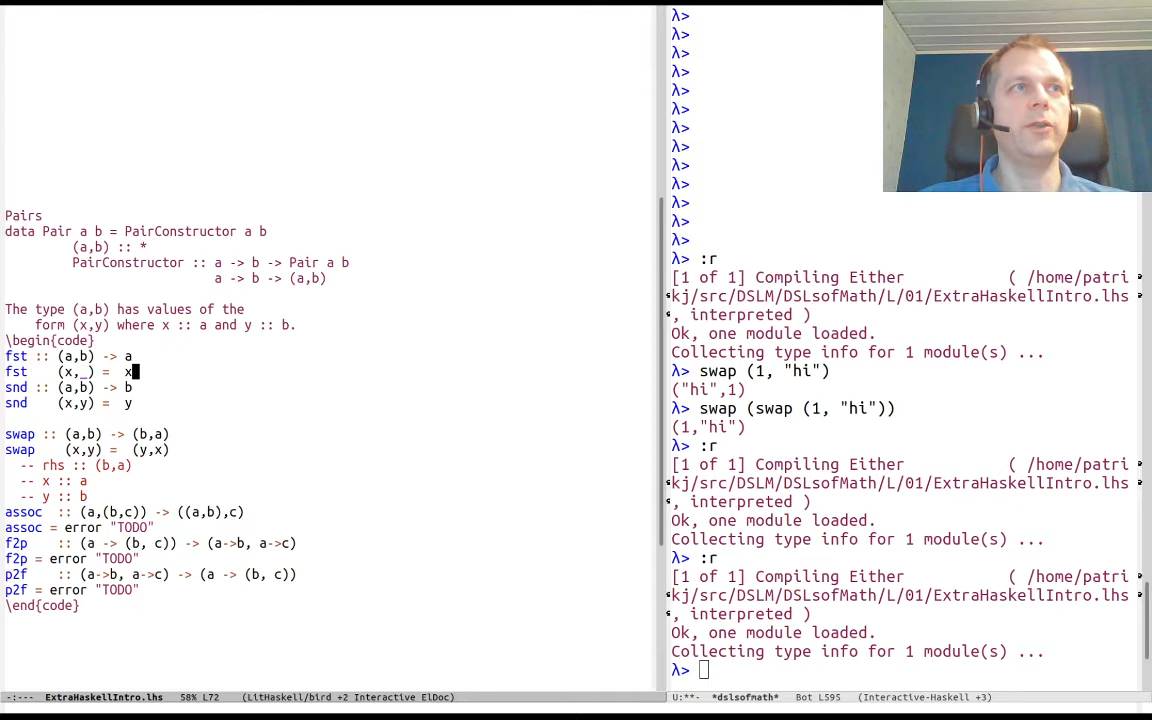 Pairs
data Pair a b = PairConstructor a b
(a,b) :: *
PairConstructor :: a -> b -> Pair a b
a -> b -> (a,b)
The type (a,b) has values of the
form (x,y) where x :: a and y :: b.
\begin{code}
fst :: (a,b) -> a
fst (x,_) = x
snd :: (a,b) -> b
snd (x,y) = y
swap :: (a,b) -> (b,a)
swap (x,y) = (y,x)
-- rhs :: (b,a)
-- x :: a
-- y :: b
assoc :: (a,(b,c)) -> ((a,b),c)
assoc = error "TODO"
f2p :: (a -> (b, c)) -> (a->b, a->c)
f2p = error "TODO"
p2f :: (a->b, a->c) -> (a -> (b, c))
p2f = error "TODO"
\end{code}
-:--- ExtraHaskellIntro.lhs 58% L72 (LitHaskell/bird +2 Interactive ElDoc)
λ>
λ>
λ>
λ>
λ>
λ>
λ>
λ>
λ>
λ>
λ>
λ>
λ>
λ> :r
[1 of 1] Compiling Either ( /home/patri
kj/src/DSLM/DSLsofMath/L/01/ExtraHaskellIntro.lhs
, interpreted )
Ok, one module loaded.
Collecting type info for 1 module(s) ...
λ> swap (1, "hi")
("hi",1)
λ> swap (swap (1, "hi"))
(1,"hi")
λ> :r
[1 of 1] Compiling Either ( /home/patri
kj/src/DSLM/DSLsofMath/L/01/ExtraHaskellIntro.lhs
, interpreted )
Ok, one module loaded.
Collecting type info for 1 module(s) ...
λ> :r
[1 of 1] Compiling Either ( /home/patri
kj/src/DSLM/DSLsofMath/L/01/ExtraHaskellIntro.lhs
, interpreted )
Ok, one module loaded.
Collecting type info for 1 module(s) ...
λ>
U:**- *dslsofmath* Bot L595 (Interactive-Haskell +3)